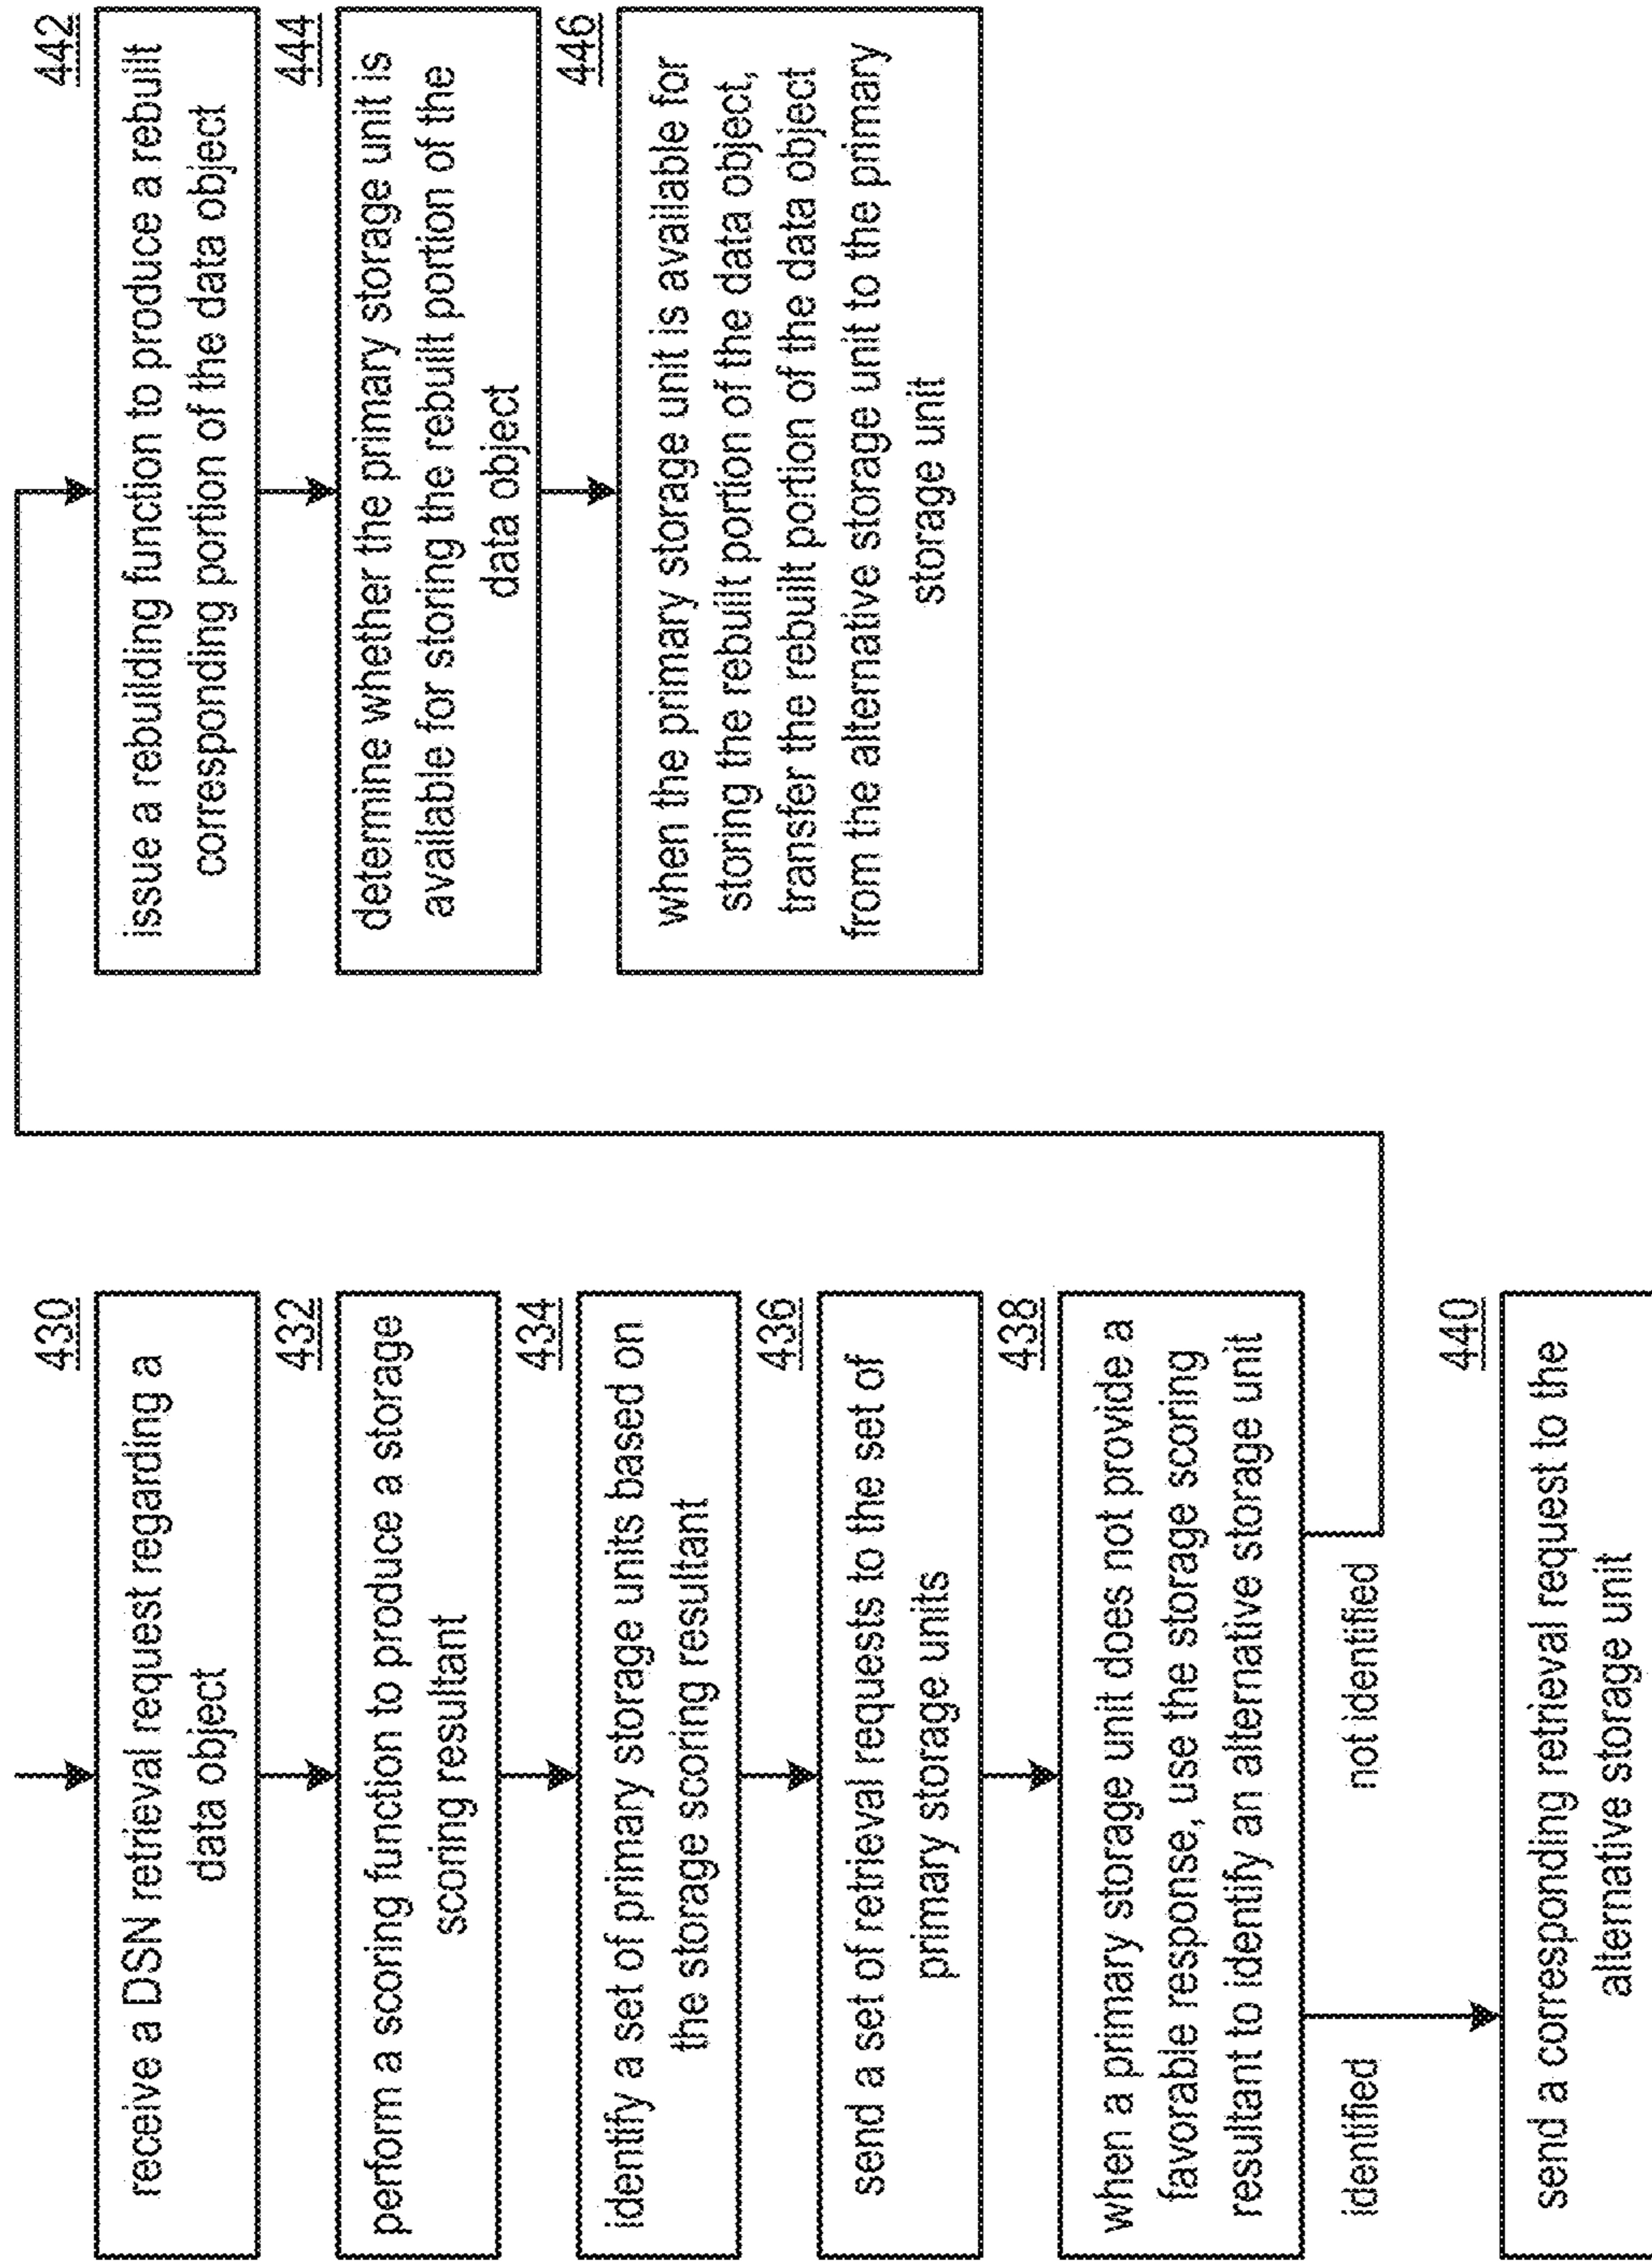 430
receive a DSN retrieval request regarding a
data object
432
perform a scoring function to produce a storage
scoring resultant
434
identify a set of primary storage units based on
the storage scoring resultant
436
send a set of retrieval requests to the set of
primary storage units
438
when a primary storage unit does not provide a
favorable response, use the storage scoring
resultant to identify an alternative storage unit
identified
not identified
440
send a corresponding retrieval request to the
alternative storage unit
442
issue a rebuilding function to produce a rebuilt
corresponding portion of the data object
444
determine whether the primary storage unit is
available for storing the rebuilt portion of the
data object
446
when the primary storage unit is available for
storing the rebuilt portion of the data object,
transfer the rebuilt portion of the data object
from the alternative storage unit to the primary
storage unit